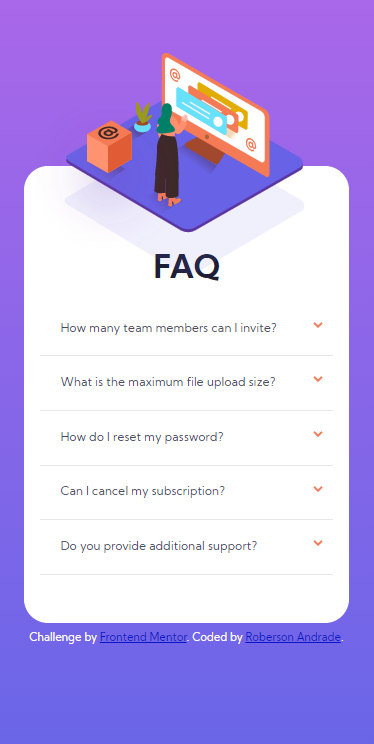 @
@
@
FAQ
How many team members can I invite?
What is the maximum file upload size?
How do I reset my password?
Can I cancel my subscription?
Do you provide additional support?
Challenge by Frontend Mentor. Coded by Roberson Andrade.